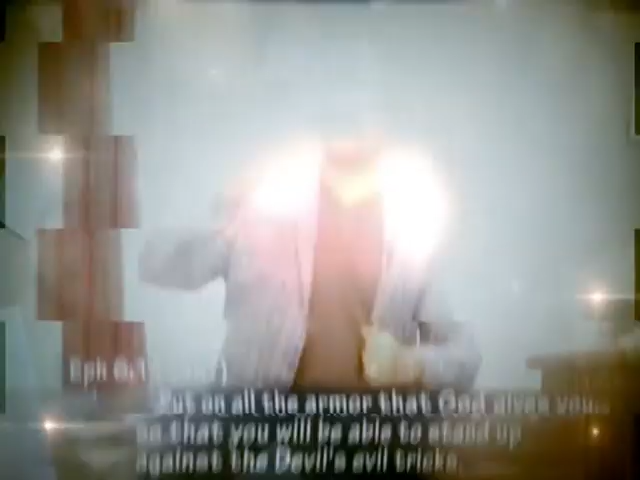 Eph 6:1
Put on all the armor that God gives you...
so that you will be able to stand up
against the Devil's evil tricks.